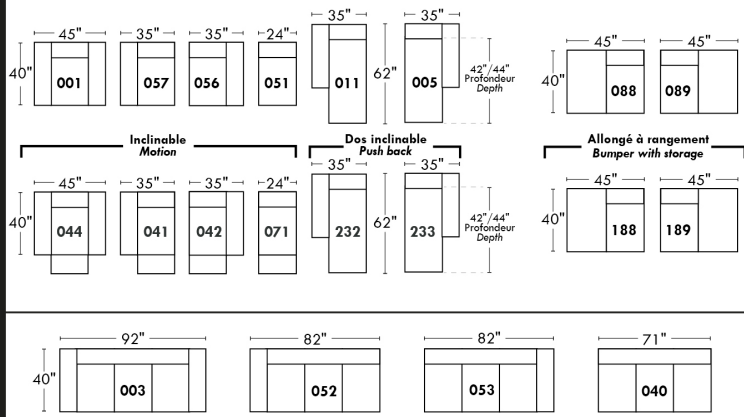 45" 35" 35" 24" 35" 35" 45" 45"
40" 001 057 056 051 011 62" 005 42"/44" Profondeur Depth 40" 088 089
Inclinable Dos inclinable Allongé à rangement
Motion Push back Bumper with storage
45" 35" 35" 24" 35" 35" 45" 45"
40" 044 041 042 071 232 62" 233 42"/44" Profondeur Depth 40" 188 189
92" 82" 82" 71"
40" 003 052 053 040